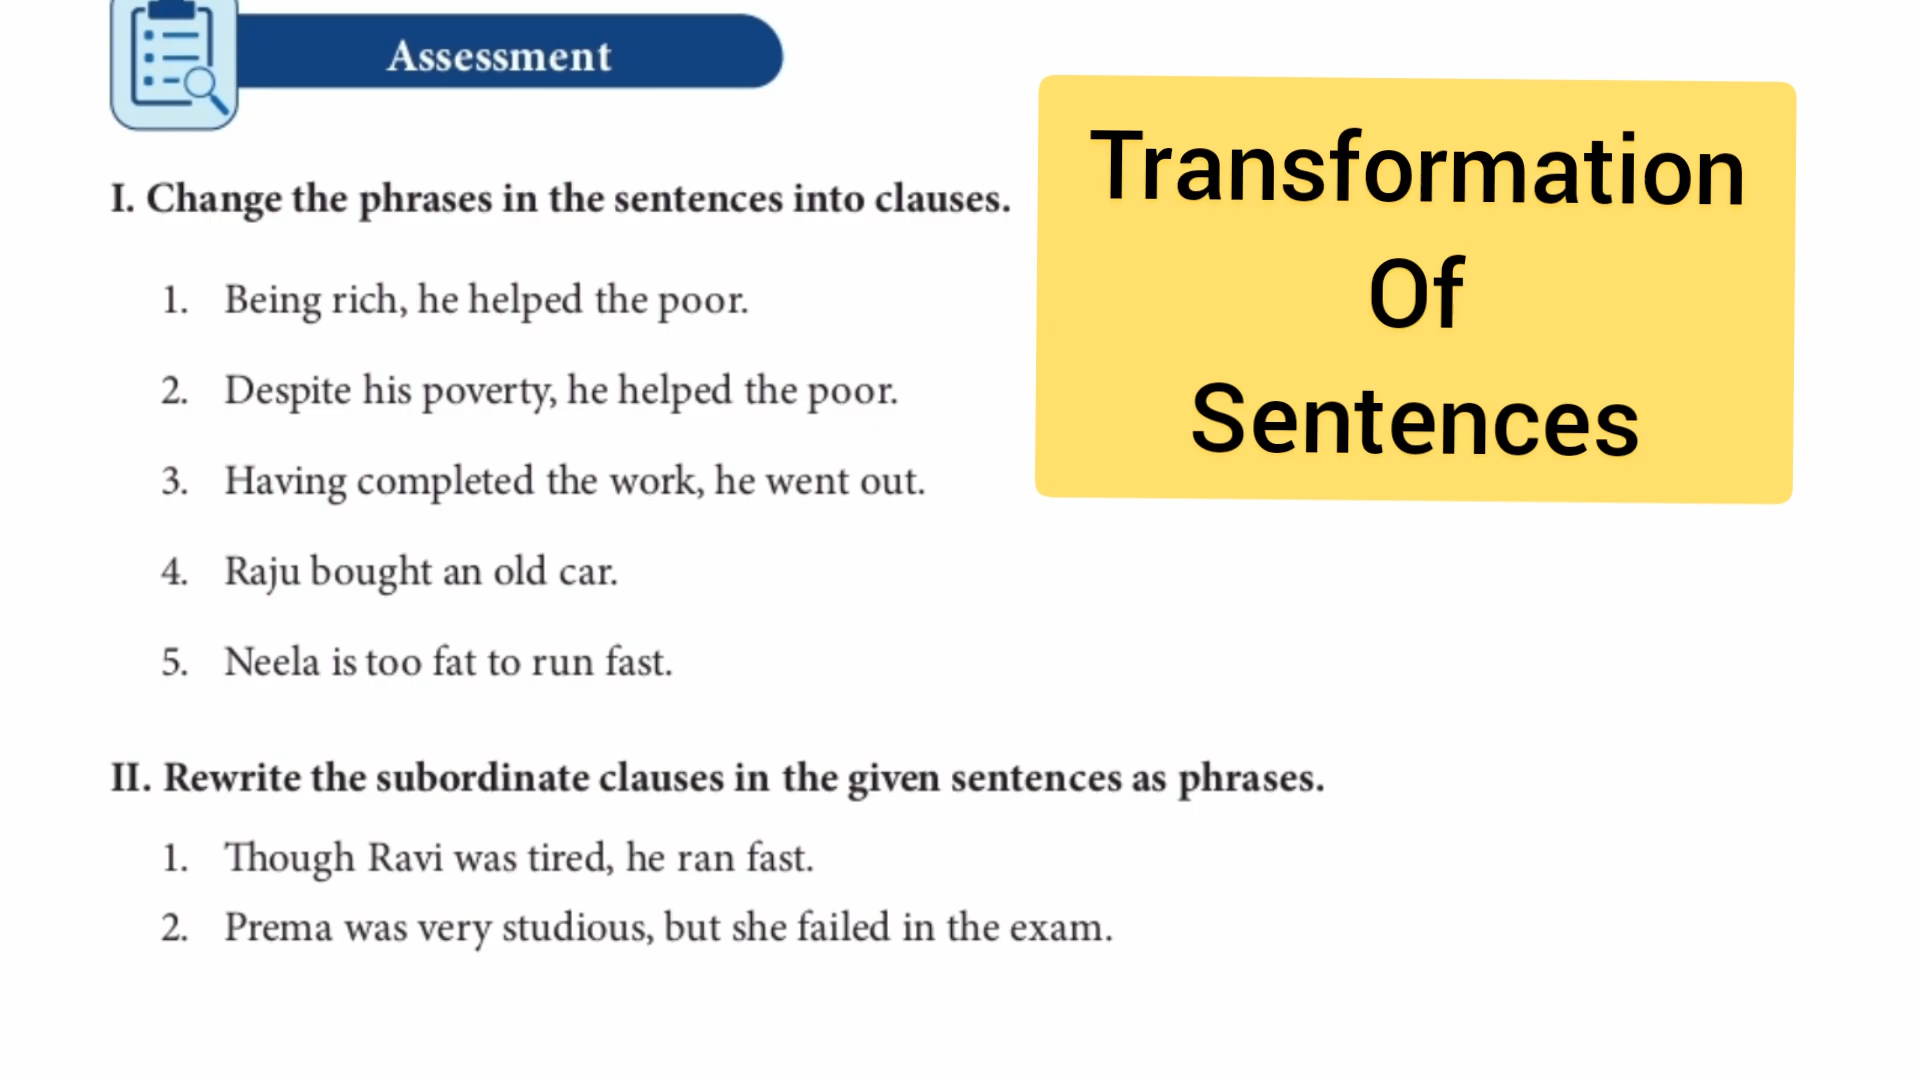 Assessment
Transformation
Of
Sentences
I. Change the phrases in the sentences into clauses.
1. Being rich, he helped the poor.
2. Despite his poverty, he helped the poor.
3. Having completed the work, he went out.
4. Raju bought an old car.
5. Neela is too fat to run fast.
II. Rewrite the subordinate clauses in the given sentences as phrases.
1. Though Ravi was tired, he ran fast.
2. Prema was very studious, but she failed in the exam.